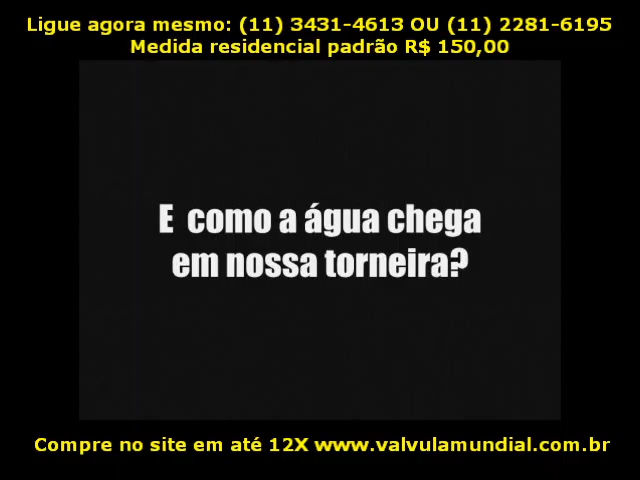 Ligue agora mesmo: (11) 3431-4613 OU (11) 2281-6195
Medida residencial padrão R$ 150,00
E como a água chega
em nossa torneira?
Compre no site em até 12X www.valvulamundial.com.br